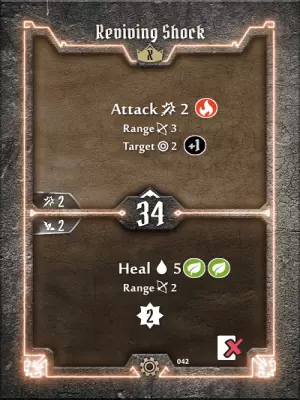 Reviving Shock
X
Attack 2
Range 3
Target 2 +1
2
34
2
Heal 5
Range 2
2
042